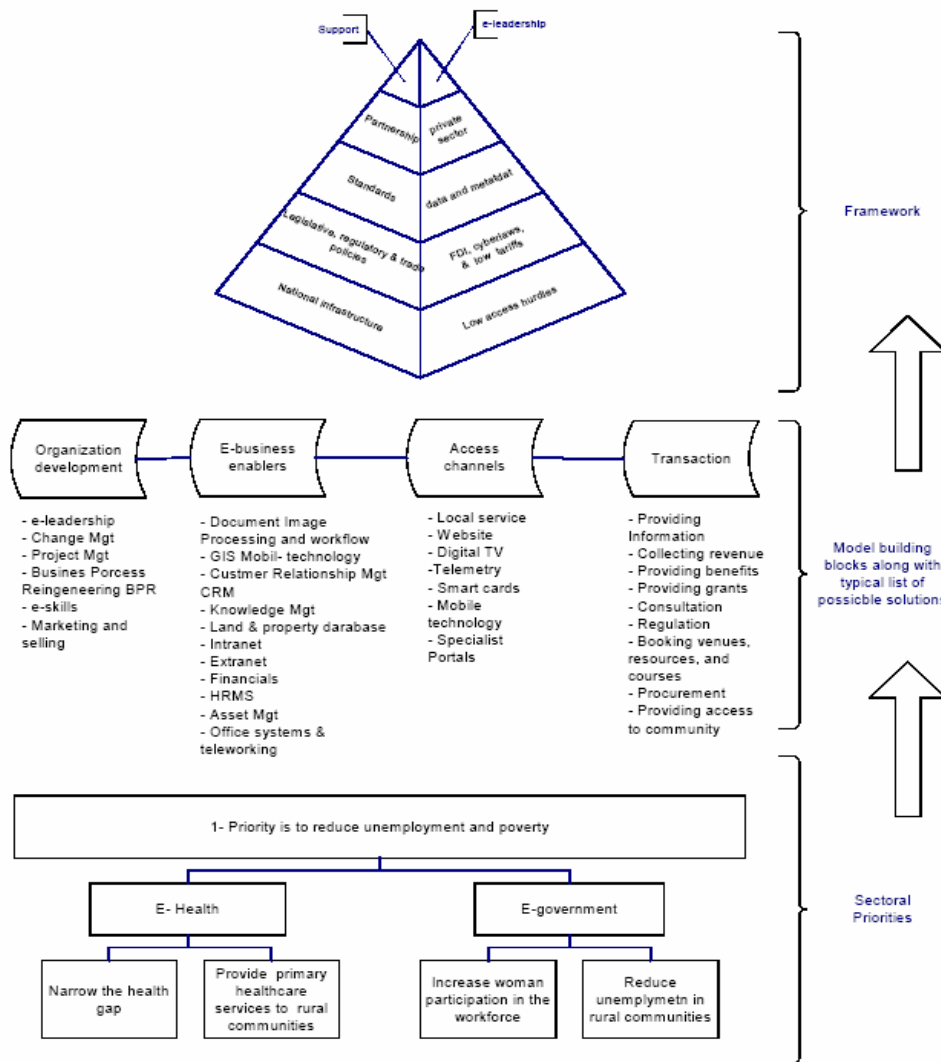 Support
e-leadership
Partnership
private
sector
Standards
data and metafdat
Legislative, regulatory & trade
policies
FDI, cyberlaws,
& low tariffs
National infrastructure
Low access hurdles
Framework
Organization
development
E-business
enablers
Access
channels
Transaction
- e-leadership
- Change Mgt
- Project Mgt
- Busines Porcess
Reingeneering BPR
- e-skills
- Marketing and
selling
- Document Image
Processing and workflow
- GIS Mobil- technology
- Custmer Relationship Mgt
CRM
- Knowledge Mgt
- Land & property darabase
- Intranet
- Extranet
- Financials
- HRMS
- Asset Mgt
- Office systems &
teleworking
- Local service
- Website
- Digital TV
-Telemetry
- Smart cards
- Mobile
technology
- Specialist
Portals
- Providing
Information
- Collecting revenue
- Providing benefits
- Providing grants
- Consultation
- Regulation
- Booking venues,
resources, and
courses
- Procurement
- Providing access
to community
Model building
blocks along with
typical list of
possicble solutions
1- Priority is to reduce unemployment and poverty
E- Health
E-government
Narrow the health
gap
Provide primary
healthcare
services to rural
communities
Increase woman
participation in the
workforce
Reduce
unemplymetn in
rural communities
Sectoral
Priorities